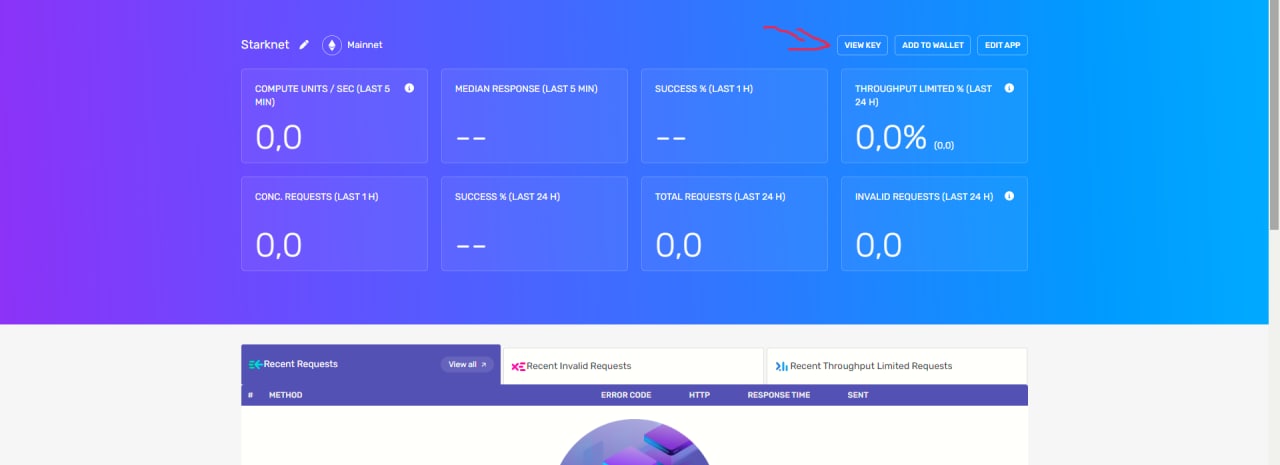 Starknet Mainnet VIEW KEY ADD TO WALLET EDIT APP
COMPUTE UNITS / SEC (LAST 5
MIN)
0,0
MEDIAN RESPONSE (LAST 5 MIN)
--
SUCCESS % (LAST 1 H)
--
THROUGHPUT LIMITED % (LAST
24 H)
0,0% (0,0)
CONC. REQUESTS (LAST 1 H)
0,0
SUCCESS % (LAST 24 H)
--
TOTAL REQUESTS (LAST 24 H)
0,0
INVALID REQUESTS (LAST 24 H)
0,0
Recent Requests View all Recent Invalid Requests Recent Throughput Limited Requests
# METHOD ERROR CODE HTTP RESPONSE TIME SENT